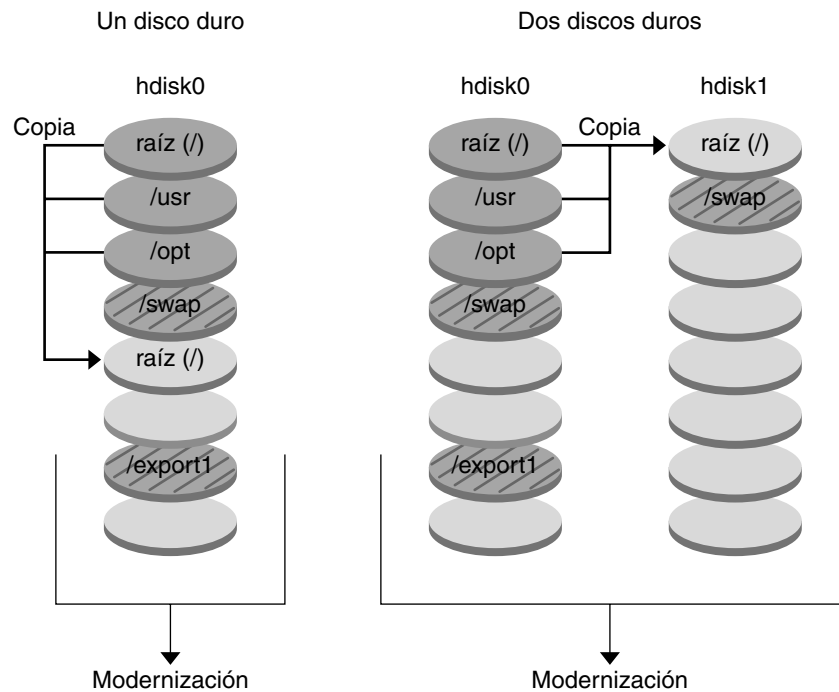 Un disco duro
hdisk0
Copia
raíz (/)
/usr
/opt
/swap
raíz (/)
/export1
Modernización
Dos discos duros
hdisk0
hdisk1
Copia
raíz (/)
/usr
/opt
/swap
/export1
raíz (/)
/swap
Modernización